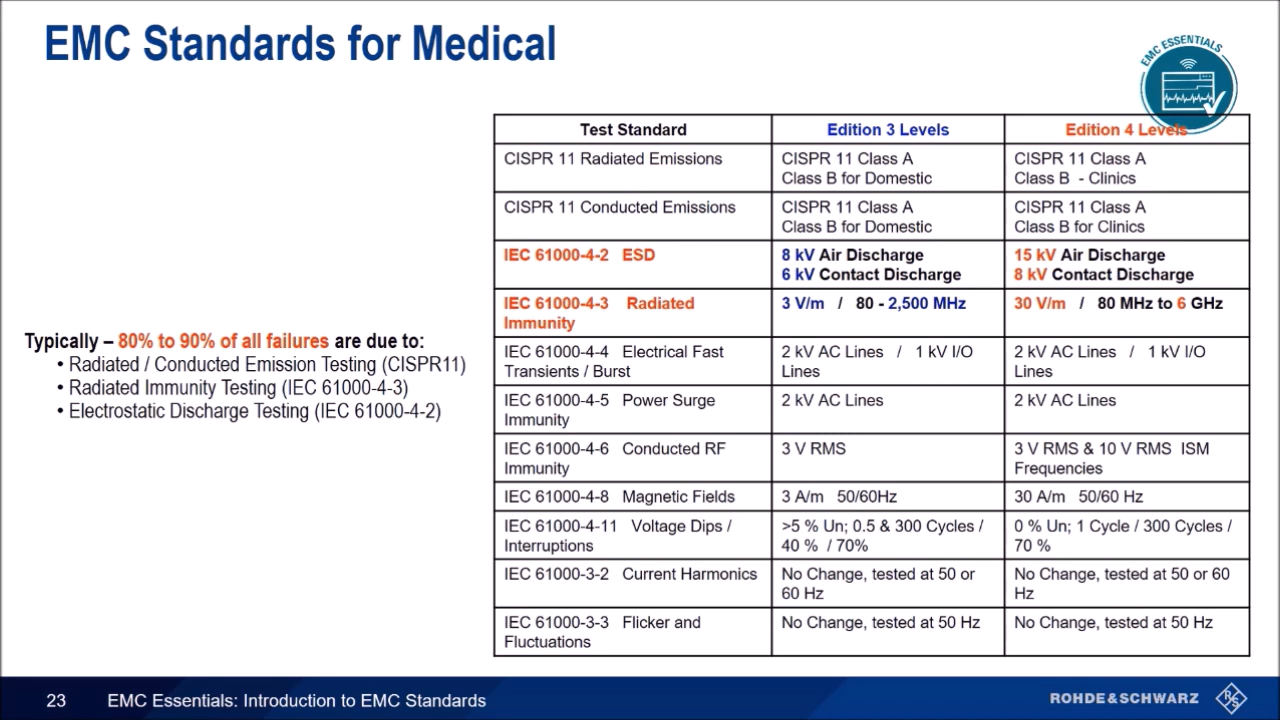 EMC Standards for Medical
EMC ESSENTIALS
Typically – 80% to 90% of all failures are due to:
• Radiated / Conducted Emission Testing (CISPR11)
• Radiated Immunity Testing (IEC 61000-4-3)
• Electrostatic Discharge Testing (IEC 61000-4-2)
Test Standard Edition 3 Levels Edition 4 Levels
CISPR 11 Radiated Emissions
CISPR 11 Class A
Class B for Domestic
CISPR 11 Class A
Class B - Clinics
CISPR 11 Conducted Emissions
CISPR 11 Class A
Class B for Domestic
CISPR 11 Class A
Class B for Clinics
IEC 61000-4-2 ESD
8 kV Air Discharge
6 kV Contact Discharge
15 kV Air Discharge
8 kV Contact Discharge
IEC 61000-4-3 Radiated
Immunity
3 V/m / 80 - 2,500 MHz
30 V/m / 80 MHz to 6 GHz
IEC 61000-4-4 Electrical Fast
Transients / Burst
2 kV AC Lines / 1 kV I/O
Lines
2 kV AC Lines / 1 kV I/O
Lines
IEC 61000-4-5 Power Surge
Immunity
2 kV AC Lines
2 kV AC Lines
IEC 61000-4-6 Conducted RF
Immunity
3 V RMS
3 V RMS & 10 V RMS ISM
Frequencies
IEC 61000-4-8 Magnetic Fields
3 A/m 50/60Hz
30 A/m 50/60 Hz
IEC 61000-4-11 Voltage Dips /
Interruptions
>5 % Un; 0.5 & 300 Cycles /
40 % / 70%
0 % Un; 1 Cycle / 300 Cycles /
70 %
IEC 61000-3-2 Current Harmonics
No Change, tested at 50 or
60 Hz
No Change, tested at 50 or 60
Hz
IEC 61000-3-3 Flicker and
Fluctuations
No Change, tested at 50 Hz
No Change, tested at 50 Hz
23 EMC Essentials: Introduction to EMC Standards
ROHDE&SCHWARZ
R&S